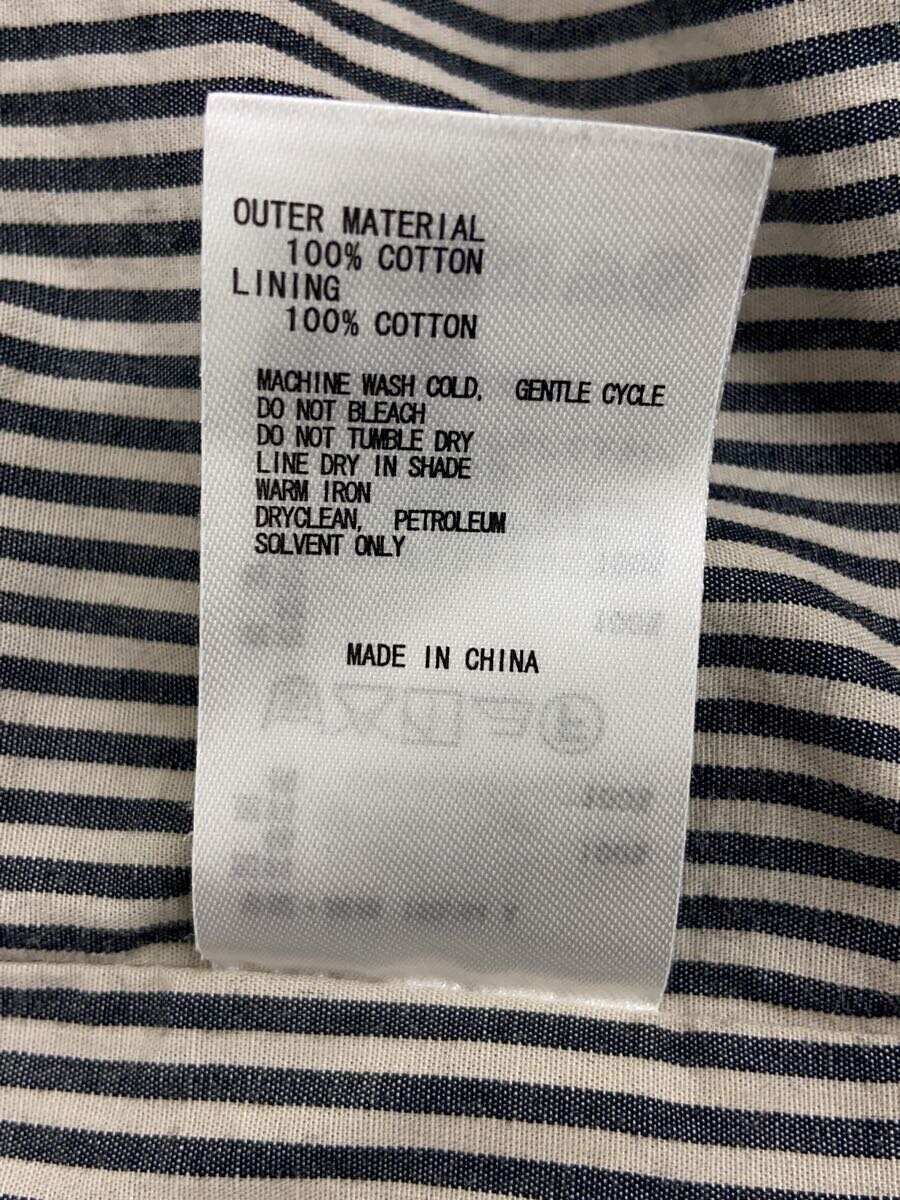 OUTER MATERIAL
100% COTTON
LINING
100% COTTON
MACHINE WASH COLD, GENTLE CYCLE
DO NOT BLEACH
DO NOT TUMBLE DRY
LINE DRY IN SHADE
WARM IRON
DRYCLEAN, PETROLEUM
SOLVENT ONLY
MADE IN CHINA